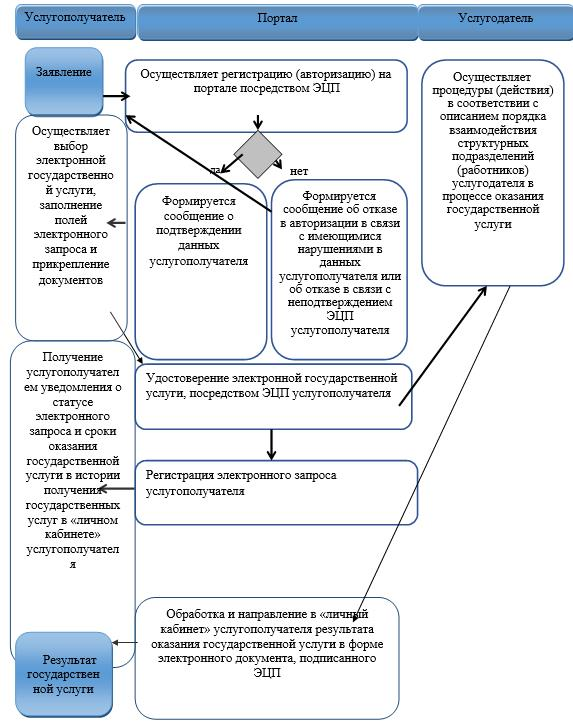 Услугополучатель
Портал
Услугодатель
Заявление
Осуществляет регистрацию (авторизацию) на
портале посредством ЭЦП
да
нет
Осуществляет
выбор
электронной
государственно
й услуги,
заполнение
полей
электронного
запроса и
прикрепление
документов
Формируется
сообщение о
подтверждении
данных
услугополучателя
Формируется
сообщение об отказе
в авторизации в связи
с имеющимися
нарушениями в
данных
услугополучателя или
об отказе в связи с
неподтверждением
ЭЦП
услугополучателя
Осуществляет
процедуры (действия)
в соответствии с
описанием порядка
взаимодействия
структурных
подразделений
(работников)
услугодателя в
процессе оказания
государственной
услуги
Удостоверение электронной государственной
услуги, посредством ЭЦП услугополучателя
Получение
услугополучател
ем уведомления о
статусе
электронного
запроса и сроки
оказания
государственной
услуги в истории
получения
государственных
услуг в «личном
кабинете»
услугополучател
я
Регистрация электронного запроса
услугополучателя
Обработка и направление в «личный
кабинет» услугополучателя результата
оказания государственной услуги в форме
электронного документа, подписанного
ЭЦП
Результат
государствен
ной услуги